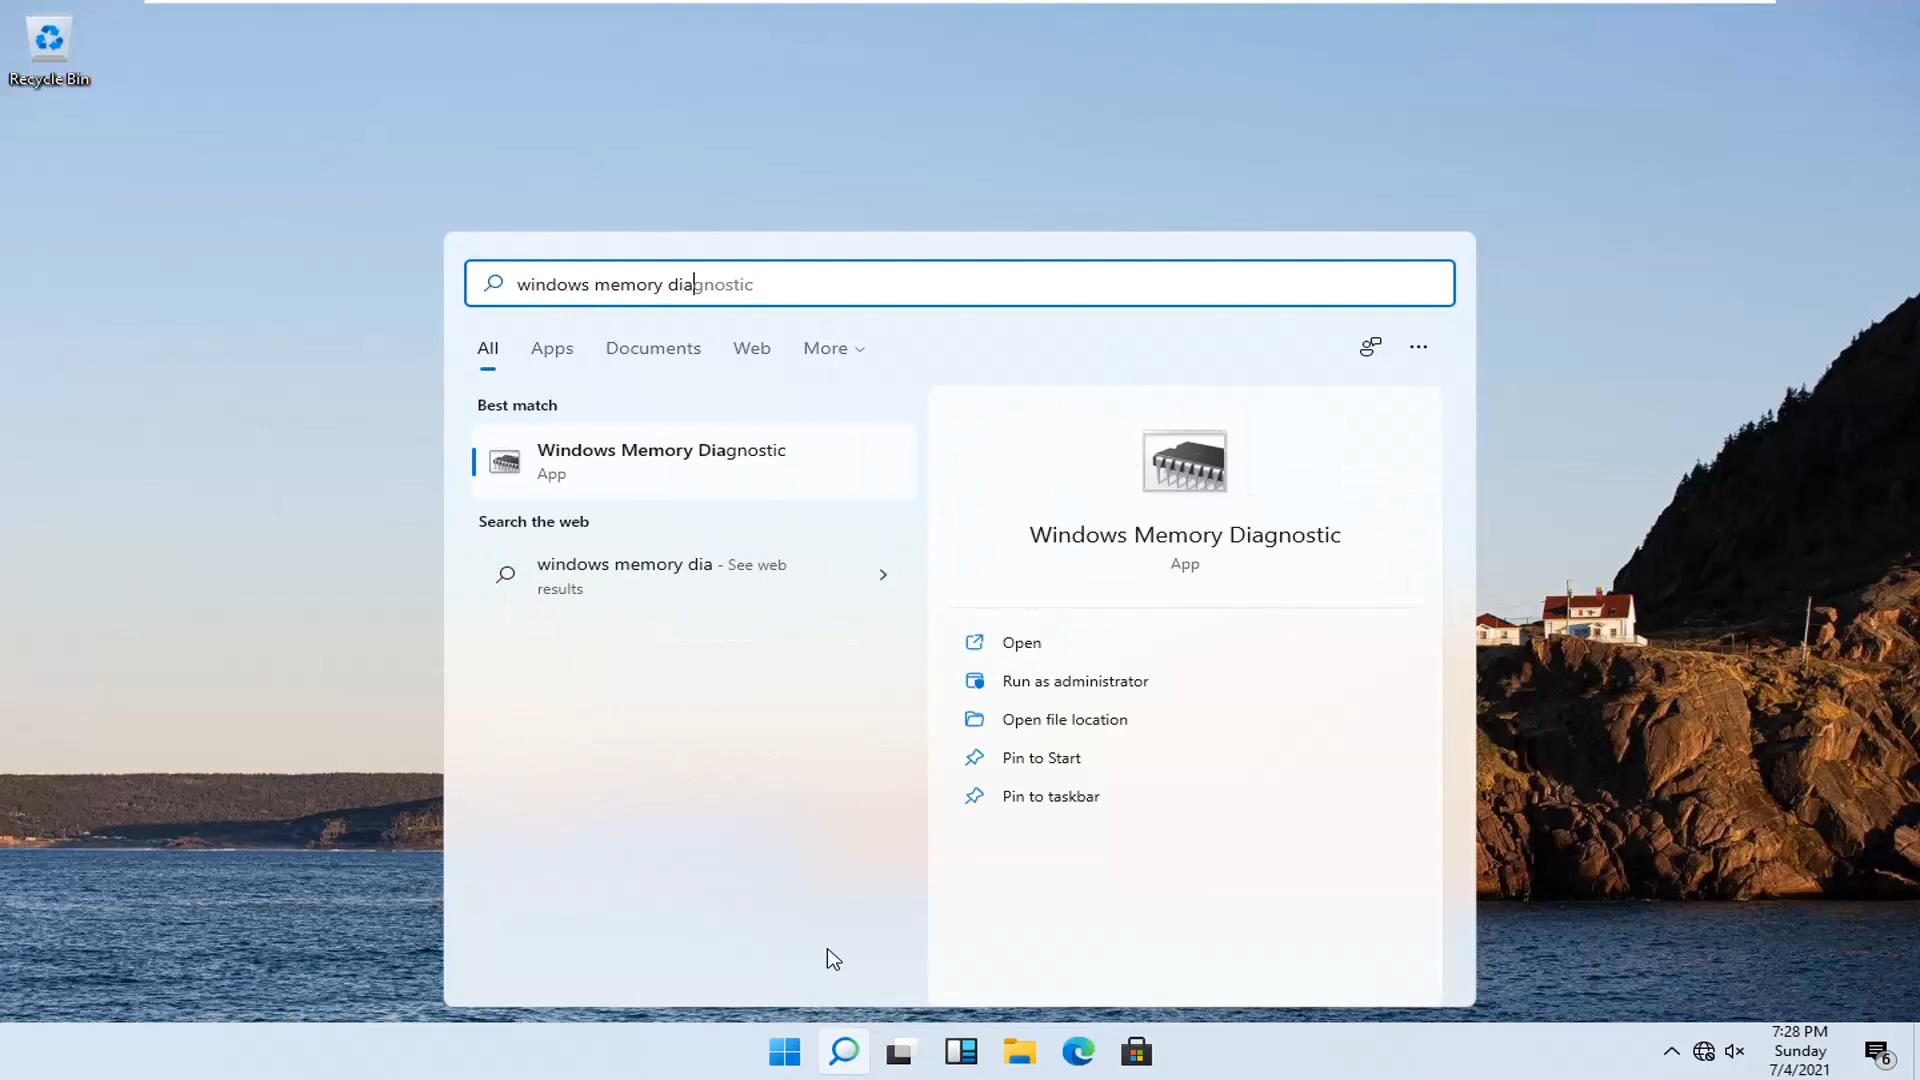 Recycle Bin
windows memory diagnostic
All Apps Documents Web More
Best match
Windows Memory Diagnostic
App
Search the web
windows memory dia - See web
results
Windows Memory Diagnostic
App
Open
Run as administrator
Open file location
Pin to Start
Pin to taskbar
7:28 PM
Sunday
7/4/2021
6